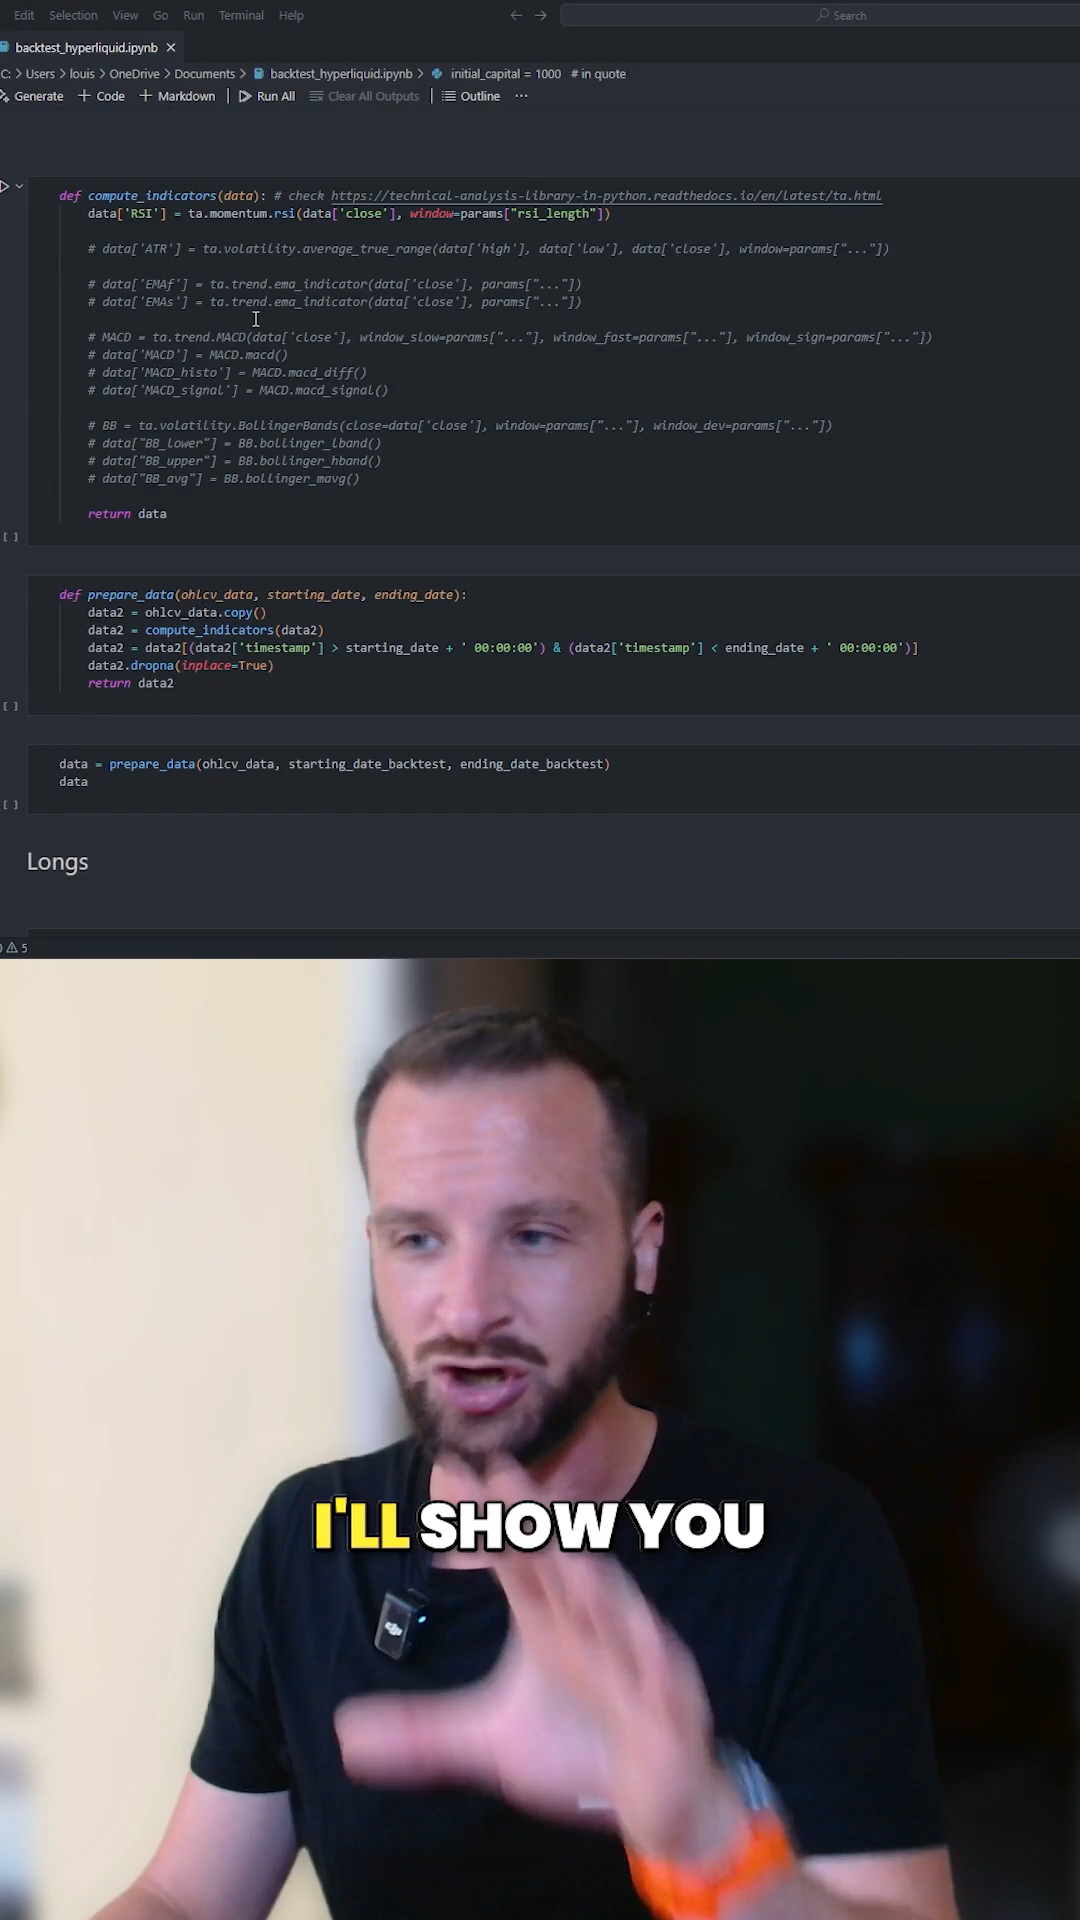 Edit Selection View Go Run Terminal Help
Search
backtest_hyperliquid.ipynb
C: > Users > louis > OneDrive > Documents > backtest_hyperliquid.ipynb > initial_capital = 1000 # in quote
Generate + Code + Markdown | Run All Clear All Outputs | Outline ...
def compute_indicators(data): # check https://technical-analysis-library-in-python.readthedocs.io/en/latest/ta.html
data['RSI'] = ta.momentum.rsi(data['close'], window=params["rsi_length"])
# data['ATR'] = ta.volatility.average_true_range(data['high'], data['low'], data['close'], window=params["..."])
# data['EMAf'] = ta.trend.ema_indicator(data['close'], params["..."])
# data['EMAs'] = ta.trend.ema_indicator(data['close'], params["..."])
# MACD = ta.trend.MACD(data['close'], window_slow=params["..."], window_fast=params["..."], window_sign=params["..."])
# data['MACD'] = MACD.macd()
# data['MACD_histo'] = MACD.macd_diff()
# data['MACD_signal'] = MACD.macd_signal()
# BB = ta.volatility.BollingerBands(close=data['close'], window=params["..."], window_dev=params["..."])
# data["BB_lower"] = BB.bollinger_lband()
# data["BB_upper"] = BB.bollinger_hband()
# data["BB_avg"] = BB.bollinger_mavg()
return data
[ ]
def prepare_data(ohlcv_data, starting_date, ending_date):
data2 = ohlcv_data.copy()
data2 = compute_indicators(data2)
data2 = data2[(data2['timestamp'] > starting_date + ' 00:00:00') & (data2['timestamp'] < ending_date + ' 00:00:00')]
data2.dropna(inplace=True)
return data2
[ ]
data = prepare_data(ohlcv_data, starting_date_backtest, ending_date_backtest)
data
[ ]
Longs
5
I'LL SHOW YOU
dji